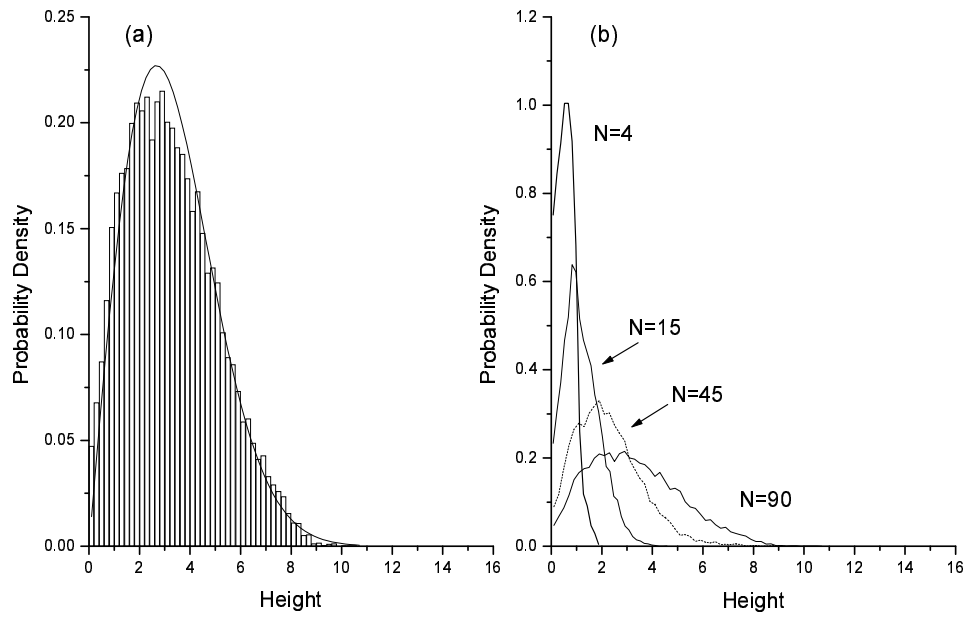 (a)
0.25
0.20
0.15
0.10
0.05
0.00
Probability Density
0 2 4 6 8 10 12 14 16
Height
(b)
1.2
1.0
0.8
0.6
0.4
0.2
0.0
Probability Density
N=4
N=15
N=45
N=90
0 2 4 6 8 10 12 14 16
Height